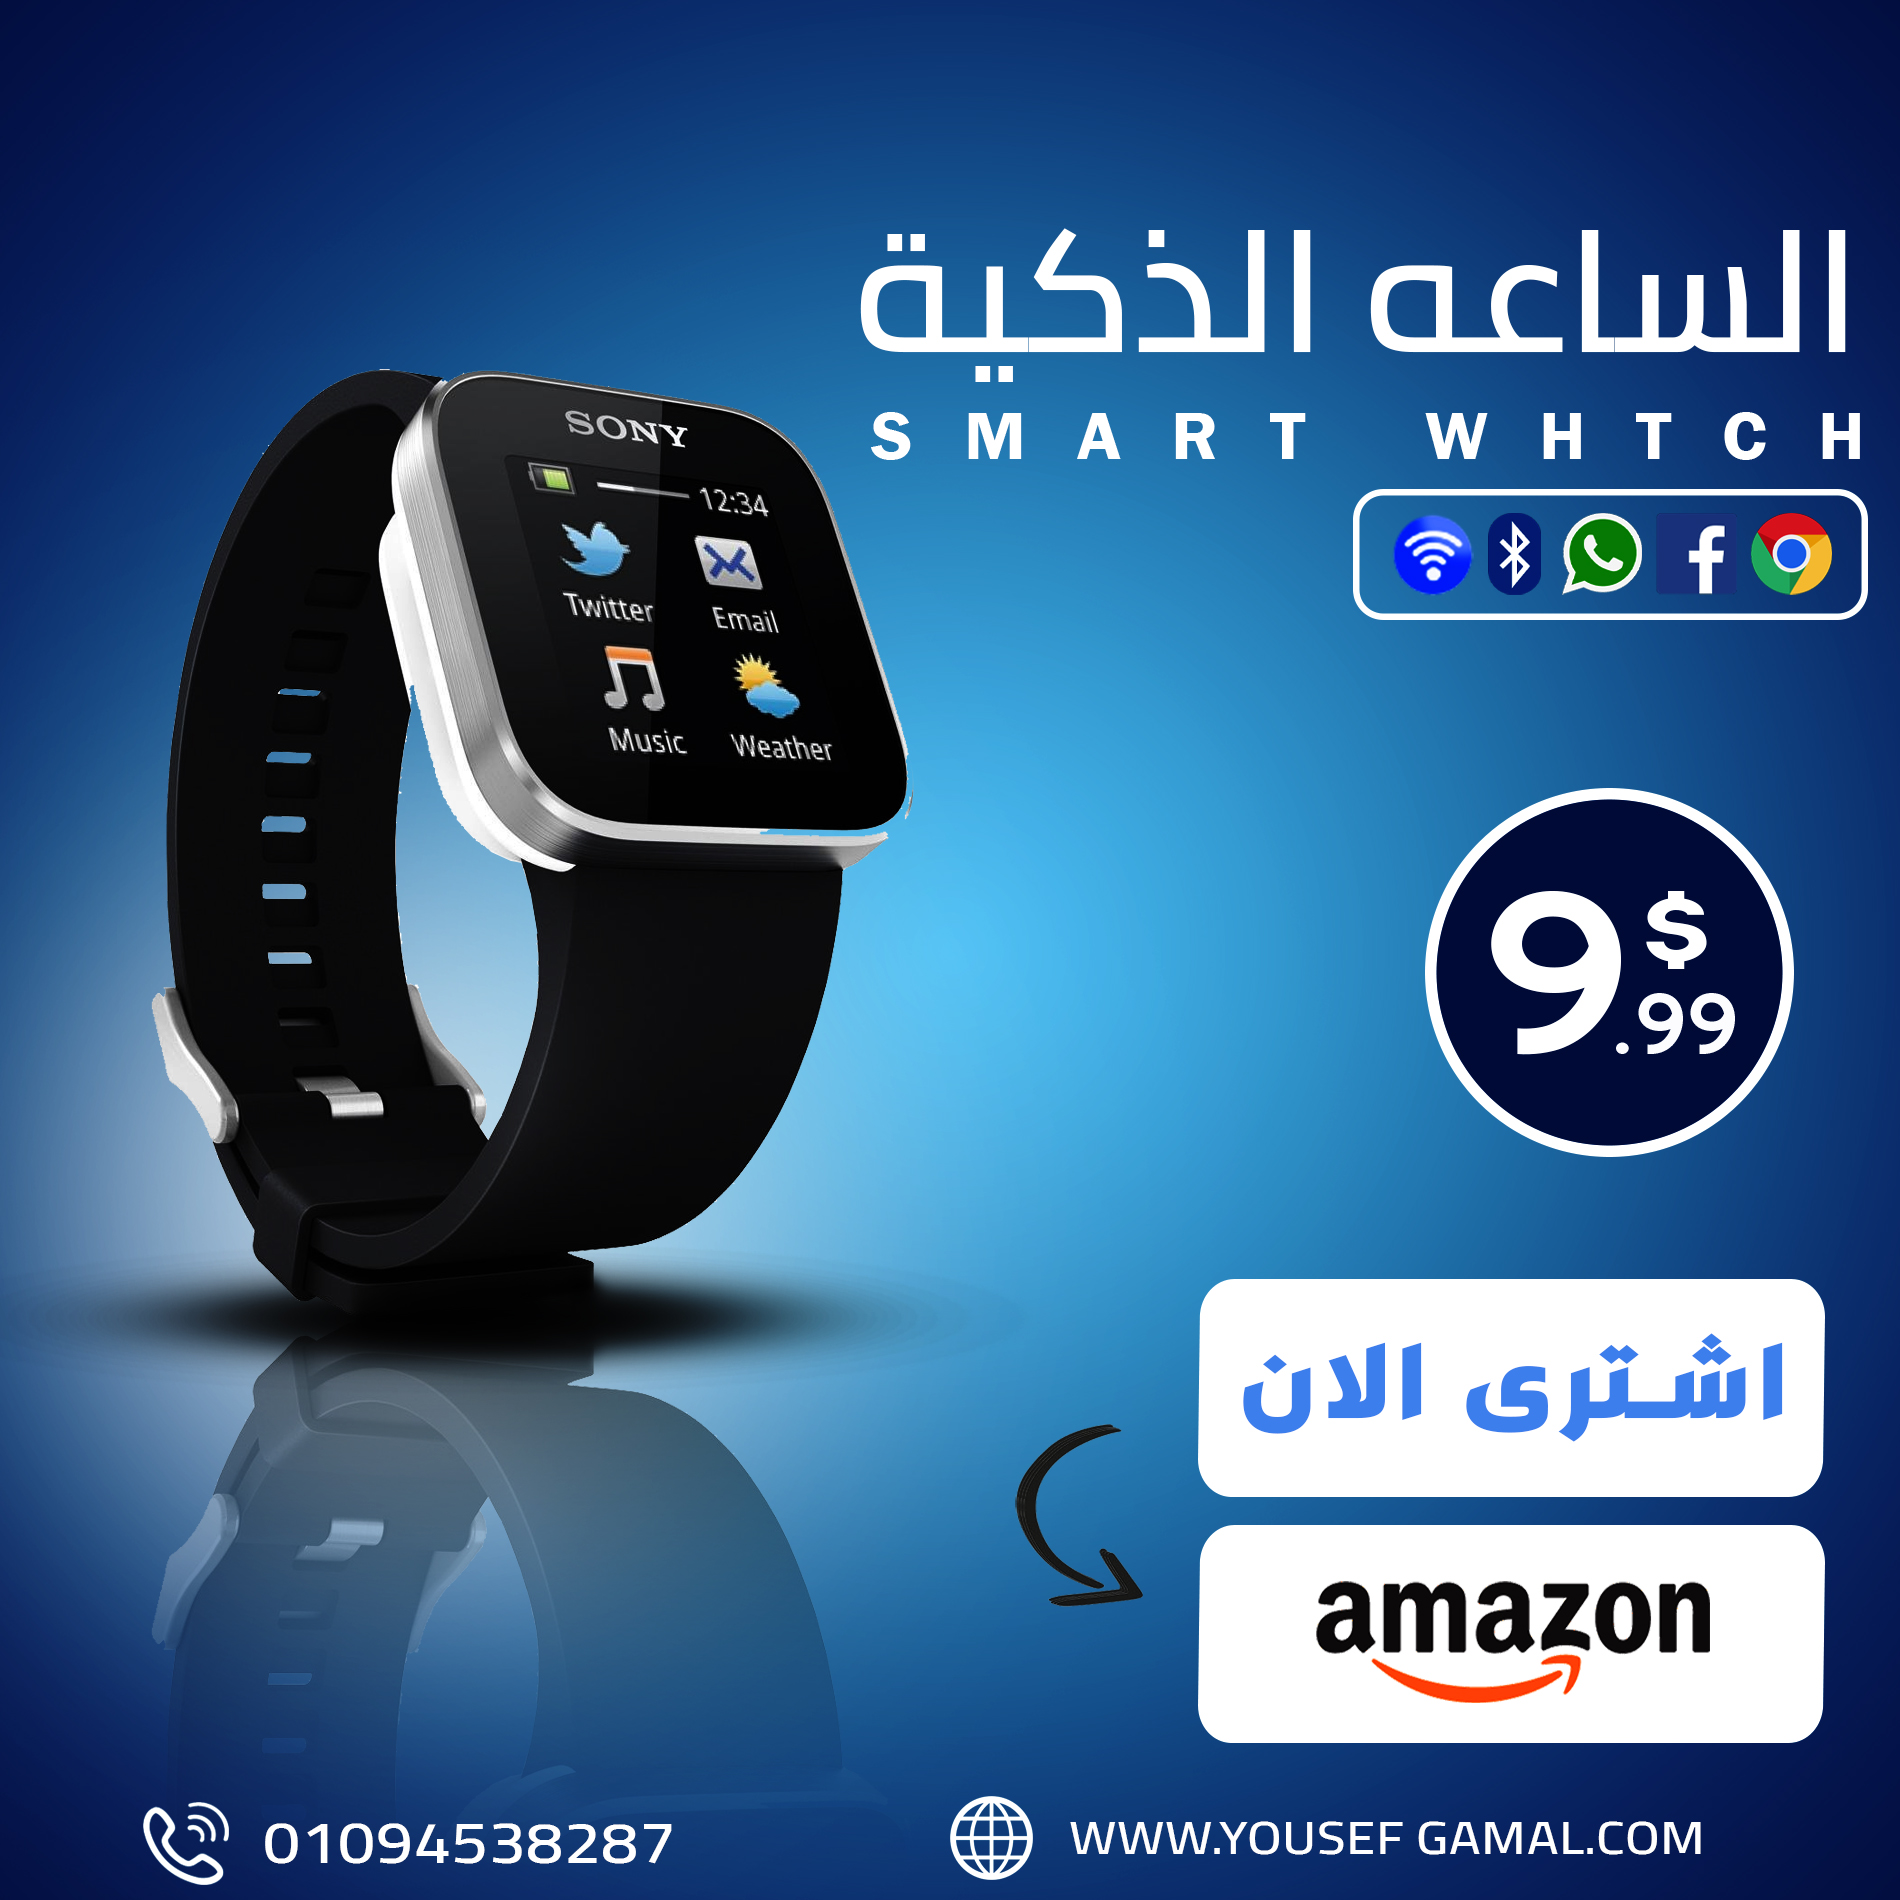 الساعه الذكية
SMART WHTCH
SONY
12:34
Twitter
Email
Music
Weather
9.99$
اشترى الان
amazon
01094538287
WWW.YOUSEF GAMAL.COM